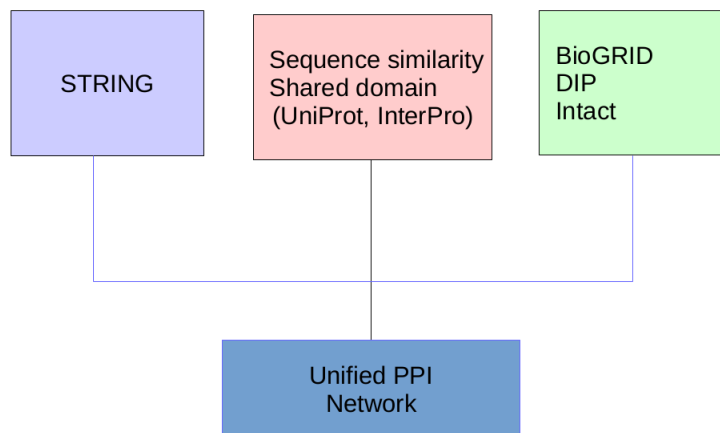 STRING
Sequence similarity
Shared domain
(UniProt, InterPro)
BioGRID
DIP
Intact
Unified PPI
Network